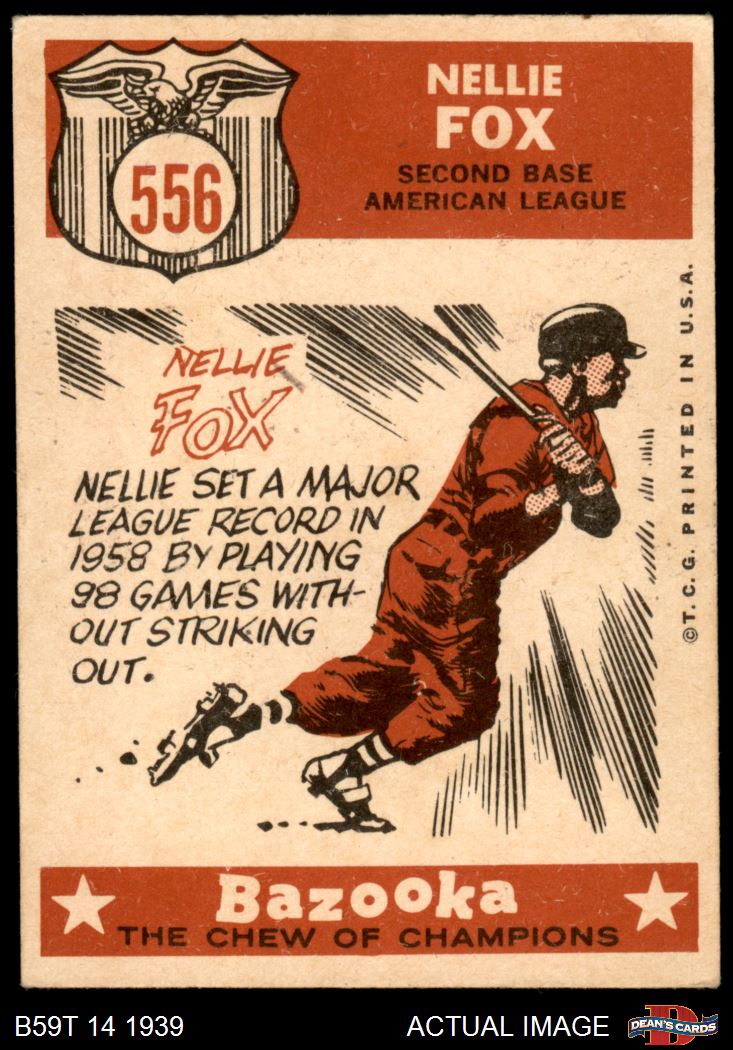 556
NELLIE
FOX
SECOND BASE
AMERICAN LEAGUE
NELLIE
FOX
NELLIE SET A MAJOR
LEAGUE RECORD IN
1958 BY PLAYING
98 GAMES WITH-
OUT STRIKING
OUT.
© T.C.G. PRINTED IN U.S.A.
Bazooka
THE CHEW OF CHAMPIONS
B59T 14 1939
ACTUAL IMAGE
D
DEAN'S CARDS